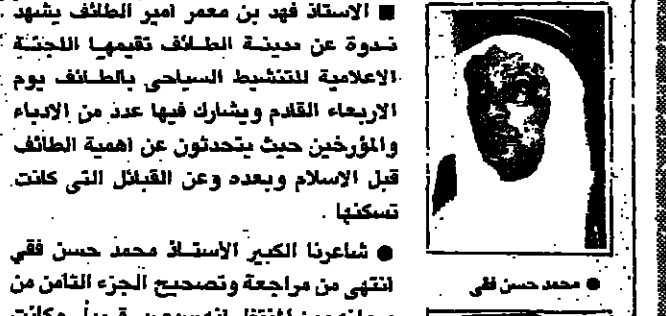 ■ الاستاذ فهد بن معمر امير الطائف يشهد
ندوة عن مدينة الطائف تقيمها اللجنة
الاعلامية للتنشيط السياحى بالطائف يوم
الاربعاء القادم ويشارك فيها عدد من الادباء
والمؤرخين حيث يتحدثون عن اهمية الطائف
قبل الاسلام وبعده وعن القبائل التى كانت
تسكنها .
● شاعرنا الكبير الاستاذ محمد حسن فقي
انتهى من مراجعة وتصحيح الجزء الثامن من
● محمد حسن فقى